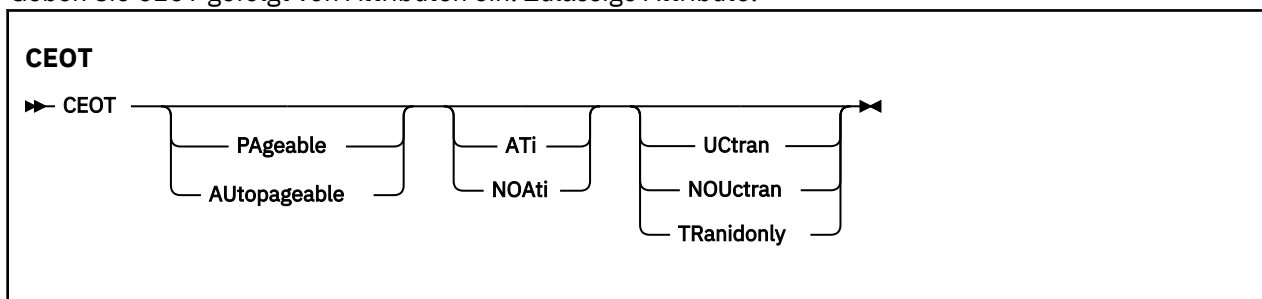 Geben Sie CEOT gefolgt von Attributen ein. Zulässige Attribute:
CEOT
CEOT
PAgeable ATi UCtran
AUtopageable NOAti NOUctran
TRanidonly